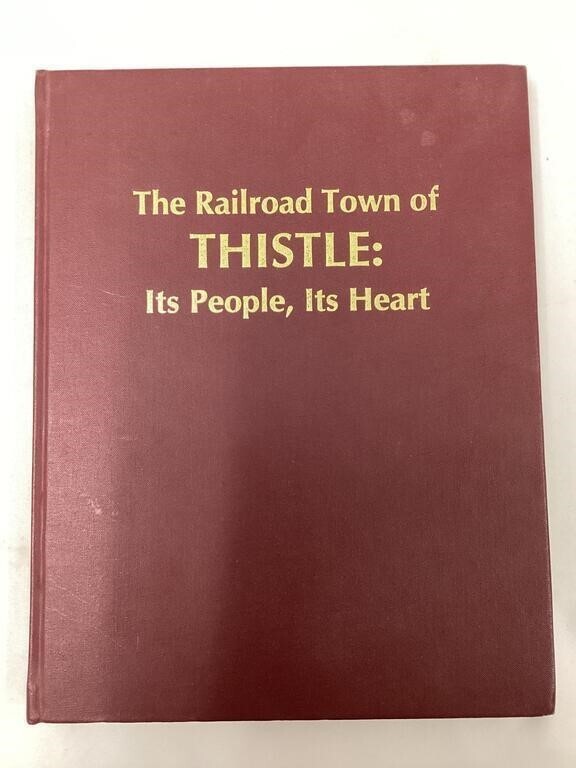 The Railroad Town of
THISTLE:
Its People, Its Heart